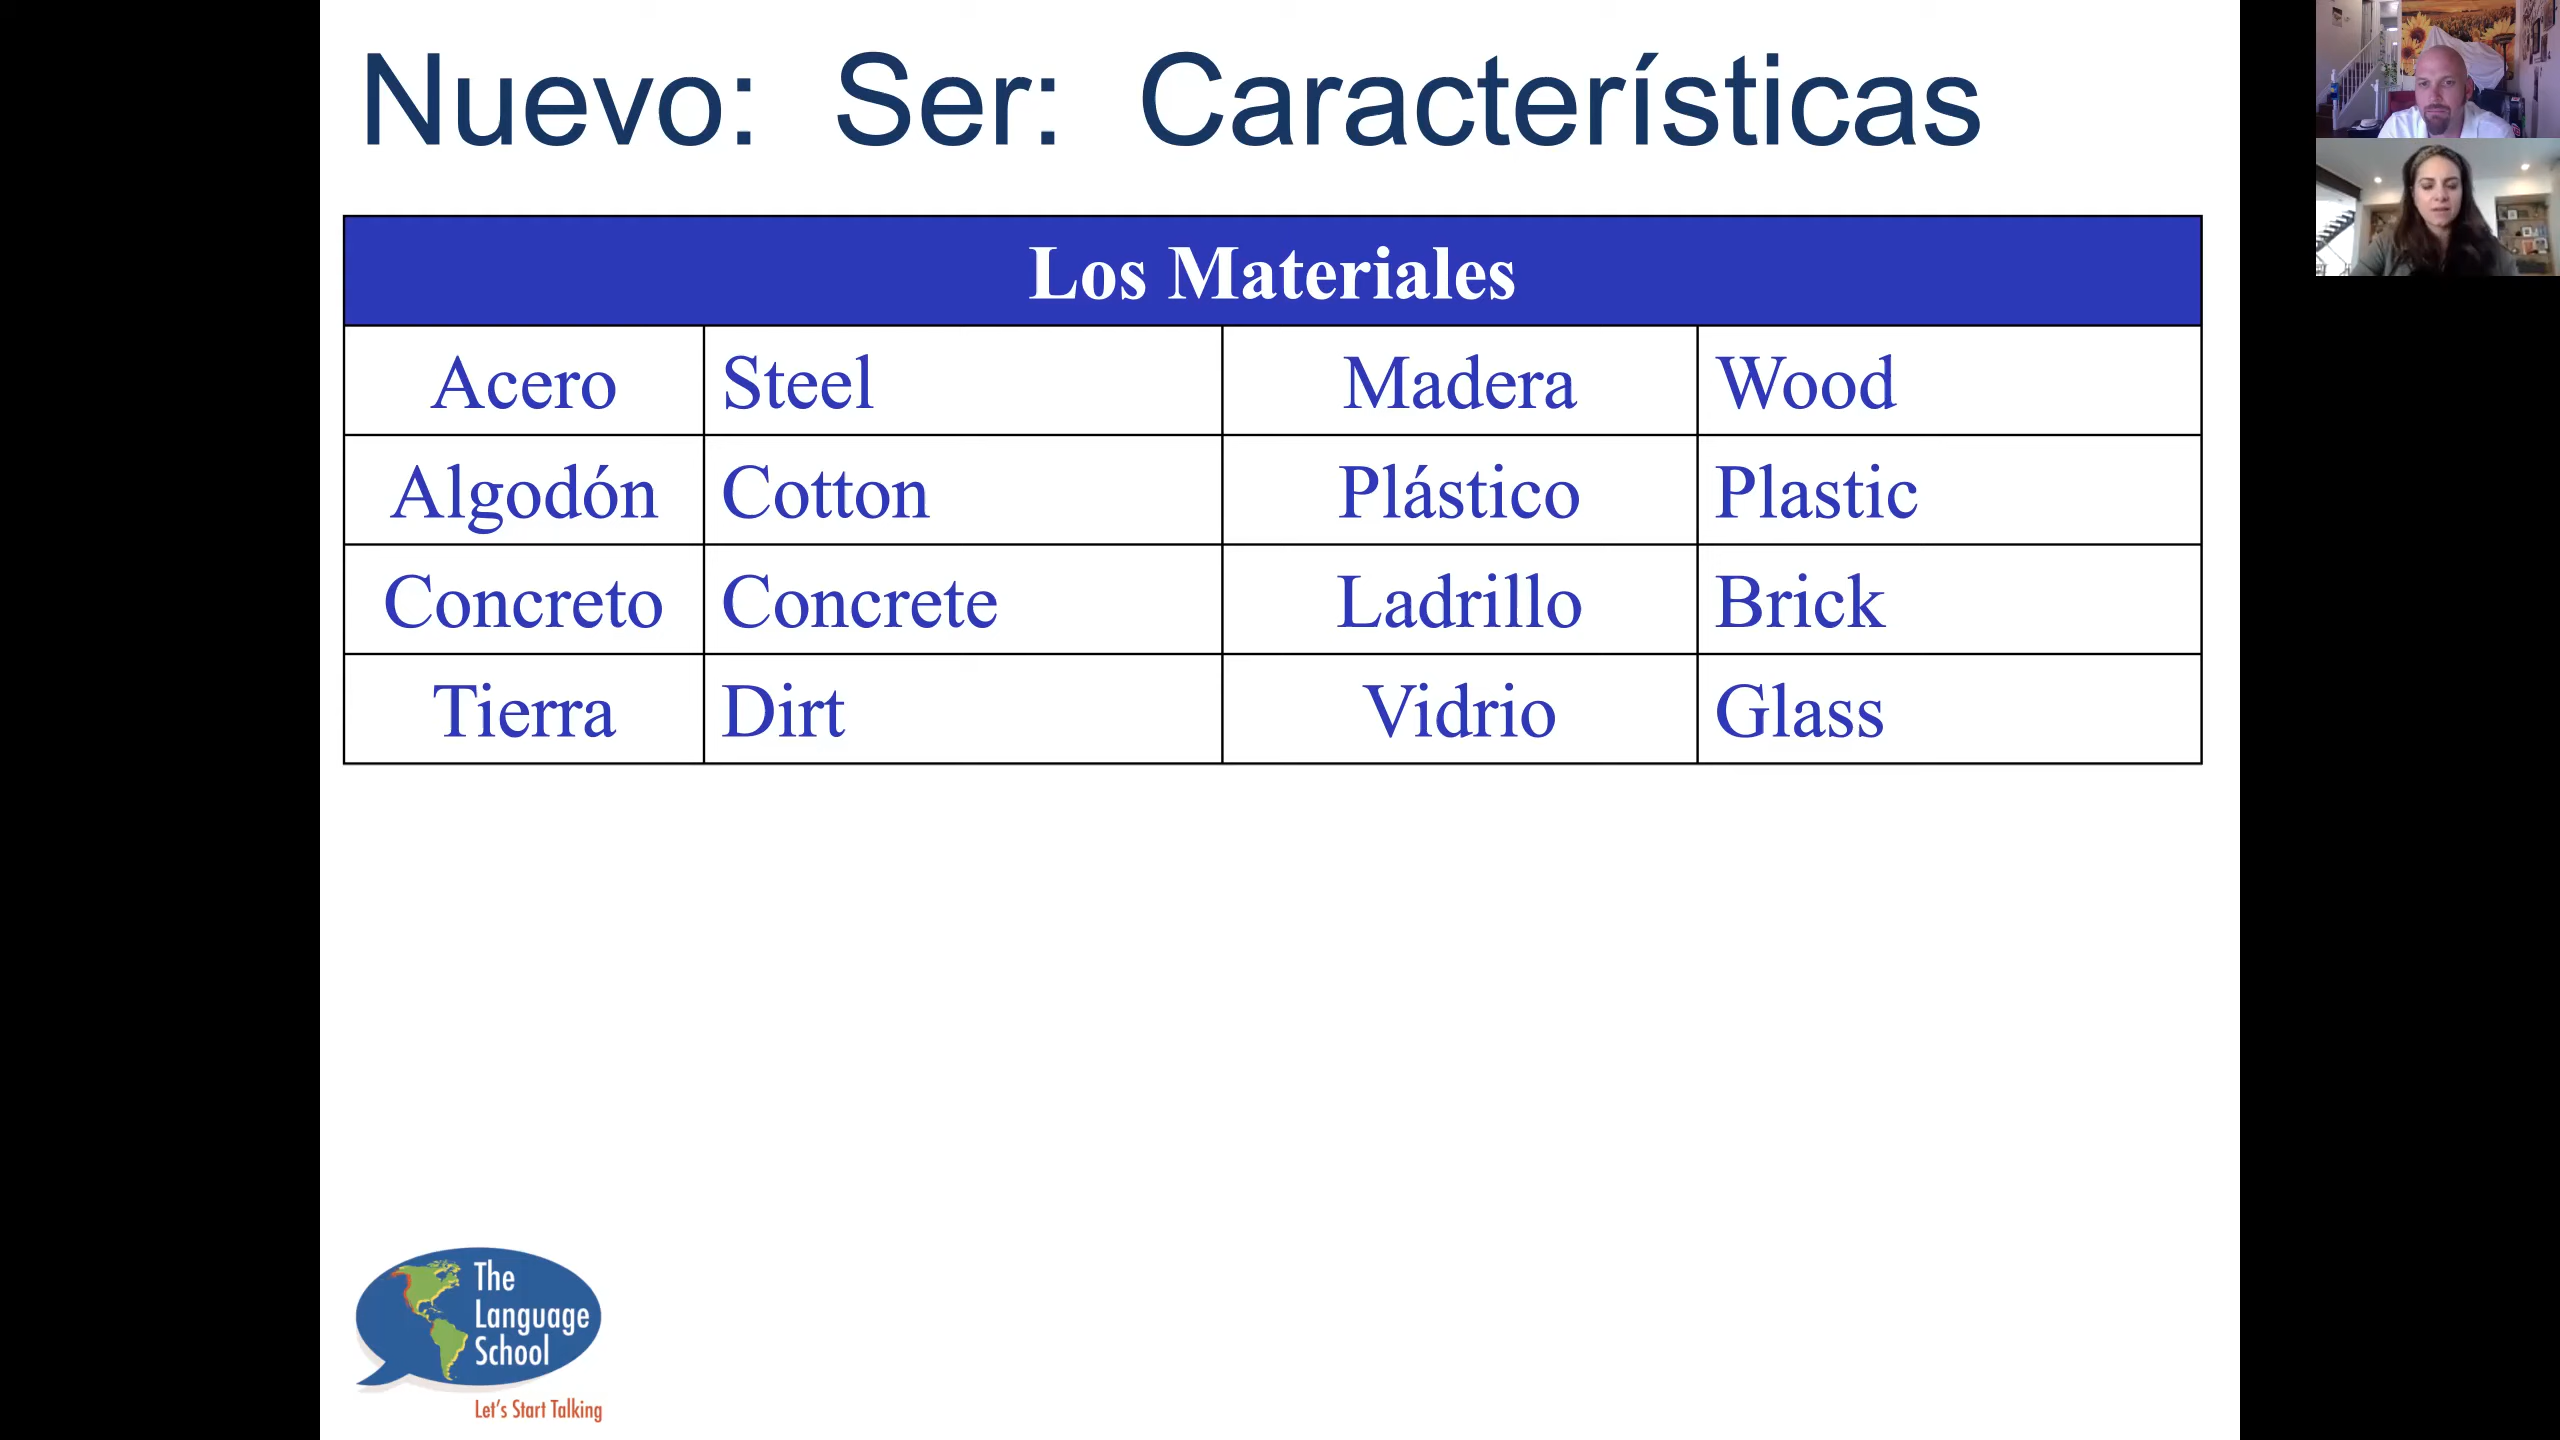 Nuevo: Ser: Características
Los Materiales
Acero Steel Madera Wood
Algodón Cotton Plástico Plastic
Concreto Concrete Ladrillo Brick
Tierra Dirt Vidrio Glass
The
Language
School
Let's Start Talking